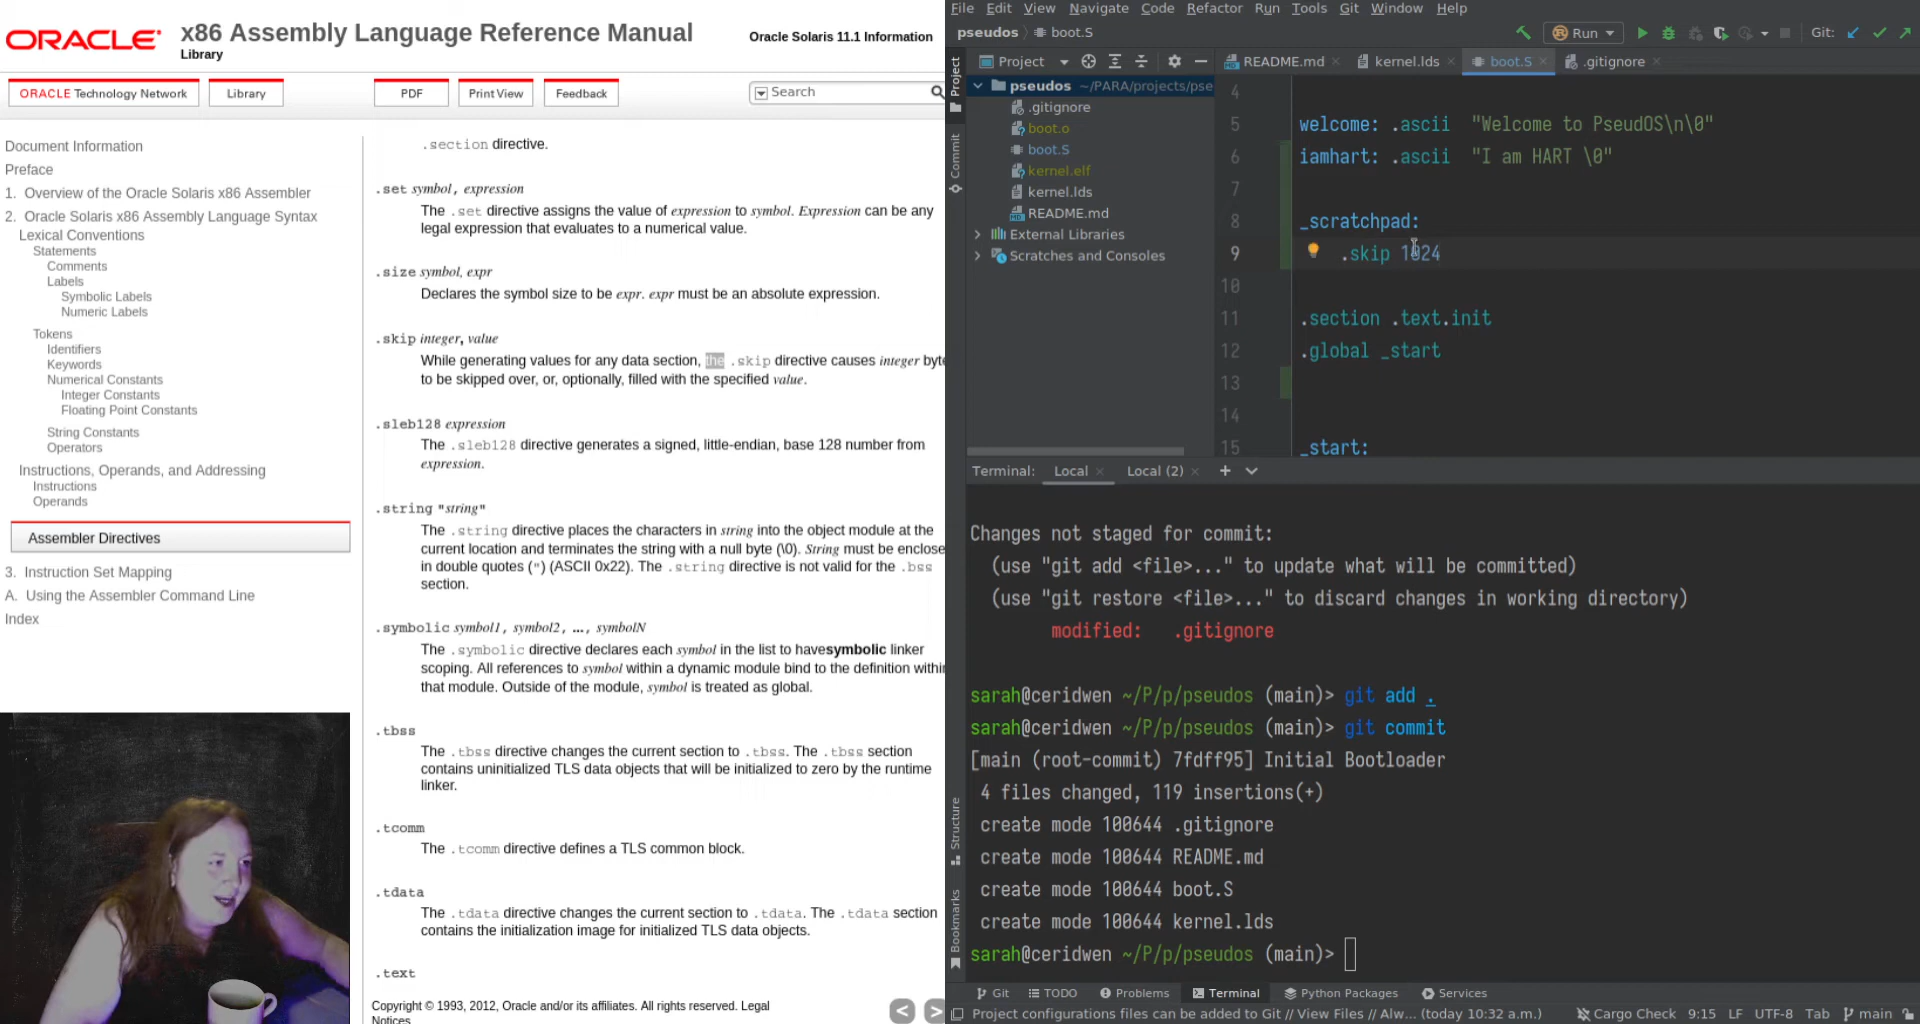 ORACLE
x86 Assembly Language Reference Manual
Library
Oracle Solaris 11.1 Information
ORACLE Technology Network
Library
PDF
Print View
Feedback
Search
Document Information
Preface
1. Overview of the Oracle Solaris x86 Assembler
2. Oracle Solaris x86 Assembly Language Syntax
Lexical Conventions
Statements
Comments
Labels
Symbolic Labels
Numeric Labels
Tokens
Identifiers
Keywords
Numerical Constants
Integer Constants
Floating Point Constants
String Constants
Operators
Instructions, Operands, and Addressing
Instructions
Operands
Assembler Directives
3. Instruction Set Mapping
A. Using the Assembler Command Line
Index
.section directive.
.set symbol, expression
The .set directive assigns the value of expression to symbol. Expression can be any
legal expression that evaluates to a numerical value.
.size symbol, expr
Declares the symbol size to be expr. expr must be an absolute expression.
.skip integer, value
While generating values for any data section, the .skip directive causes integer byte
to be skipped over, or, optionally, filled with the specified value.
.sleb128 expression
The .sleb128 directive generates a signed, little-endian, base 128 number from
expression.
.string "string"
The .string directive places the characters in string into the object module at the
current location and terminates the string with a null byte (\0). String must be enclose
in double quotes (") (ASCII 0x22). The .string directive is not valid for the .bss
section.
.symbolic symbol1, symbol2, ..., symbolN
The .symbolic directive declares each symbol in the list to havesymbolic linker
scoping. All references to symbol within a dynamic module bind to the definition withi
that module. Outside of the module, symbol is treated as global.
.tbss
The .tbss directive changes the current section to .tbss. The .tbss section
contains uninitialized TLS data objects that will be initialized to zero by the runtime
linker.
.tcomm
The .tcomm directive defines a TLS common block.
.tdata
The .tdata directive changes the current section to .tdata. The .tdata section
contains the initialization image for initialized TLS data objects.
.text
Copyright © 1993, 2012, Oracle and/or its affiliates. All rights reserved. Legal
Notices
< >
File Edit View Navigate Code Refactor Run Tools Git Window Help
pseudos boot.S
Run
Git:
Project
README.md
kernel.lds
boot.S
.gitignore
Project
Commit
pseudos ~/PARA/projects/pse
.gitignore
boot.o
boot.S
kernel.elf
kernel.lds
README.md
External Libraries
Scratches and Consoles
4
5 welcome: .ascii "Welcome to PseudOS\n\0"
6 iamhart: .ascii "I am HART \0"
7
8 _scratchpad:
9 .skip 1024
10
11 .section .text.init
12 .global _start
13
14
15 _start:
Terminal: Local Local (2)
Changes not staged for commit:
(use "git add <file>..." to update what will be committed)
(use "git restore <file>..." to discard changes in working directory)
modified: .gitignore
sarah@ceridwen ~/P/p/pseudos (main)> git add .
sarah@ceridwen ~/P/p/pseudos (main)> git commit
[main (root-commit) 7fdff95] Initial Bootloader
4 files changed, 119 insertions(+)
create mode 100644 .gitignore
create mode 100644 README.md
create mode 100644 boot.S
create mode 100644 kernel.lds
sarah@ceridwen ~/P/p/pseudos (main)>
Structure
Bookmarks
Git TODO Problems Terminal Python Packages Services
Project configurations files can be added to Git // View Files // Alw... (today 10:32 a.m.) Cargo Check 9:15 LF UTF-8 Tab main